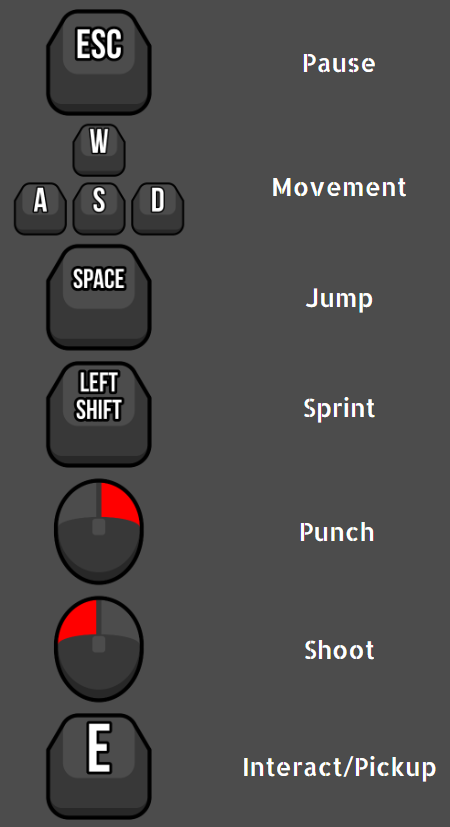 ESC Pause
W
A S D Movement
SPACE Jump
LEFT
SHIFT Sprint
Punch
Shoot
E Interact/Pickup